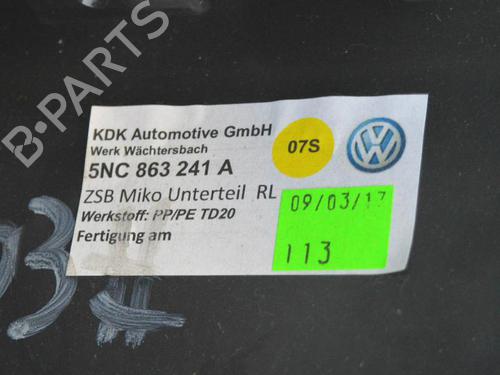 B-PARTS
KDK Automotive GmbH
Werk Wächtersbach
5NC 863 241 A
ZSB Miko Unterteil RL
Werkstoff: PP/PE TD20
Fertigung am
07S
09/03/17
113